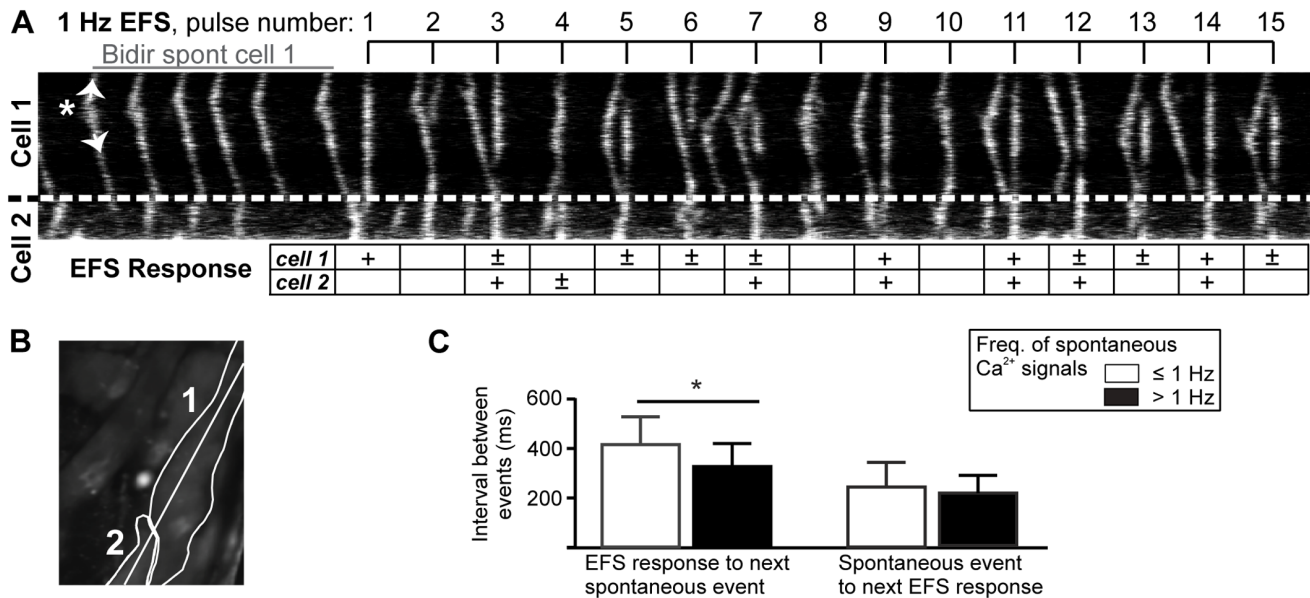 A
1 Hz EFS, pulse number: 1 2 3 4 5 6 7 8 9 10 11 12 13 14 15
Bidir spont cell 1
*
Cell 1
Cell 2
EFS Response
cell 1 + ± ± ± ± + + ± ± + ±
cell 2 + ± + + + + +
B
1
2
C
Freq. of spontaneous
Ca²⁺ signals
≤ 1 Hz
> 1 Hz
*
Interval between
events (ms)
600
400
200
EFS response to next
spontaneous event
Spontaneous event
to next EFS response